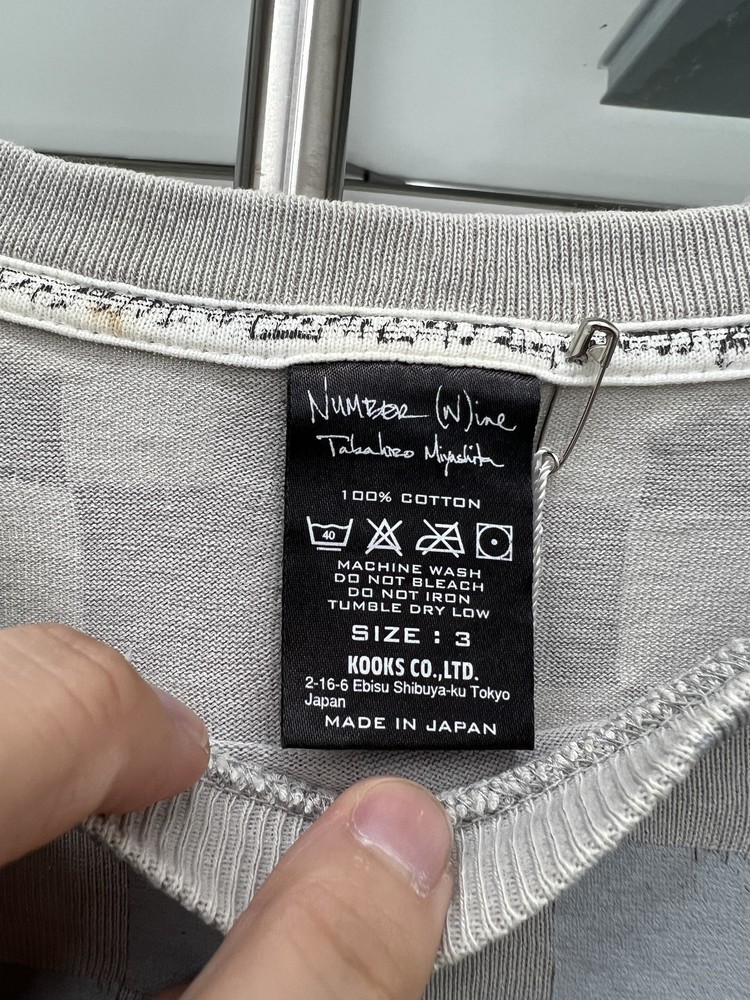 NUMBER (N)ine
Takahiro Miyashita
100% COTTON
40
MACHINE WASH
DO NOT BLEACH
DO NOT IRON
TUMBLE DRY LOW
SIZE : 3
KOOKS CO.,LTD.
2-16-6 Ebisu Shibuya-ku Tokyo
Japan
MADE IN JAPAN